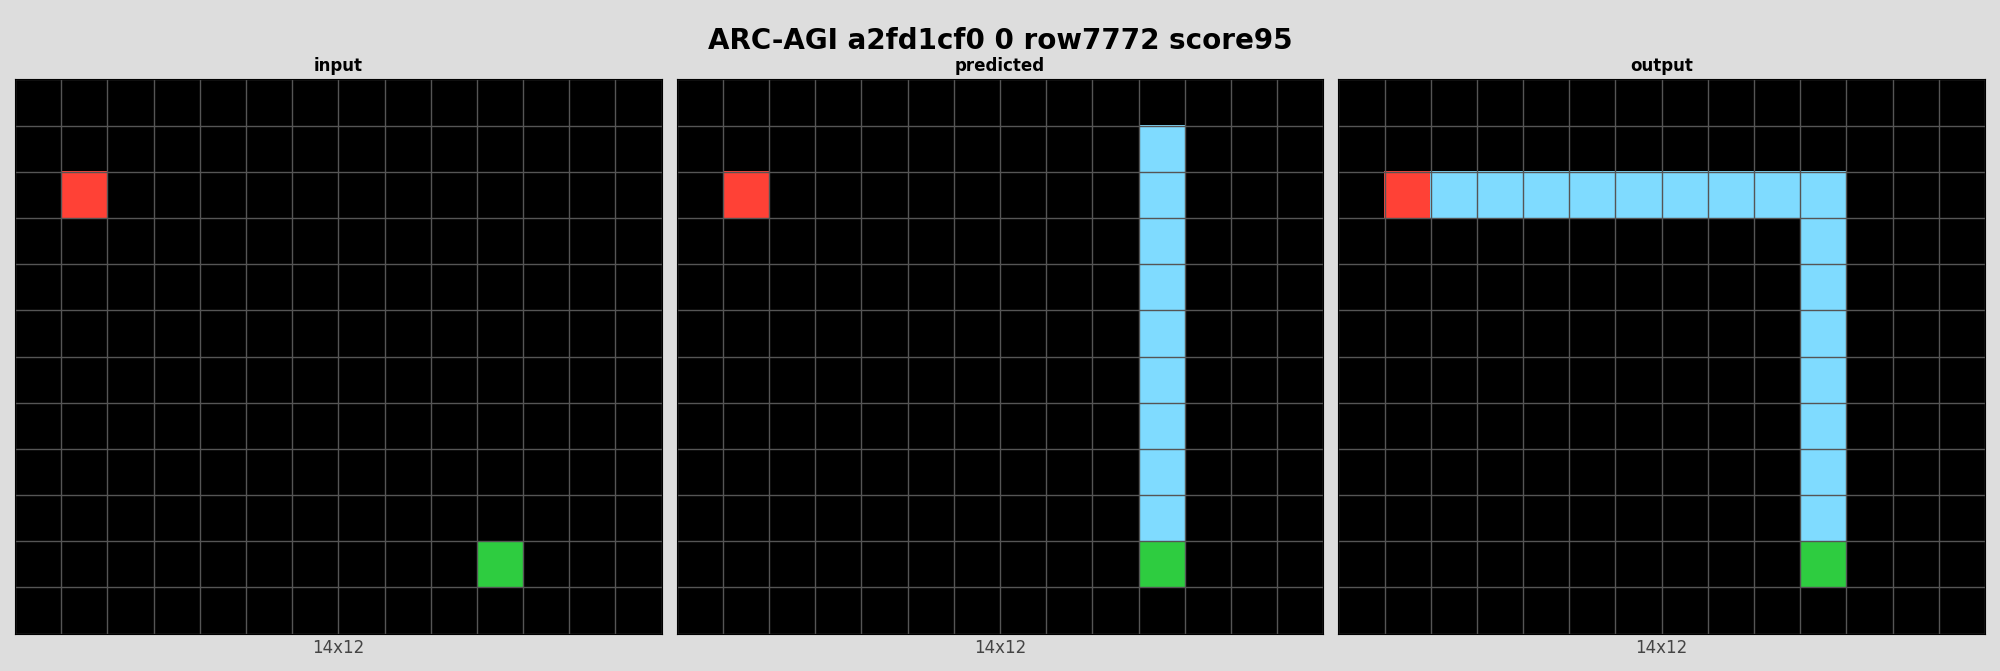 ARC-AGI a2fd1cf0 0 row7772 score95
input
predicted
output
14x12
14x12
14x12